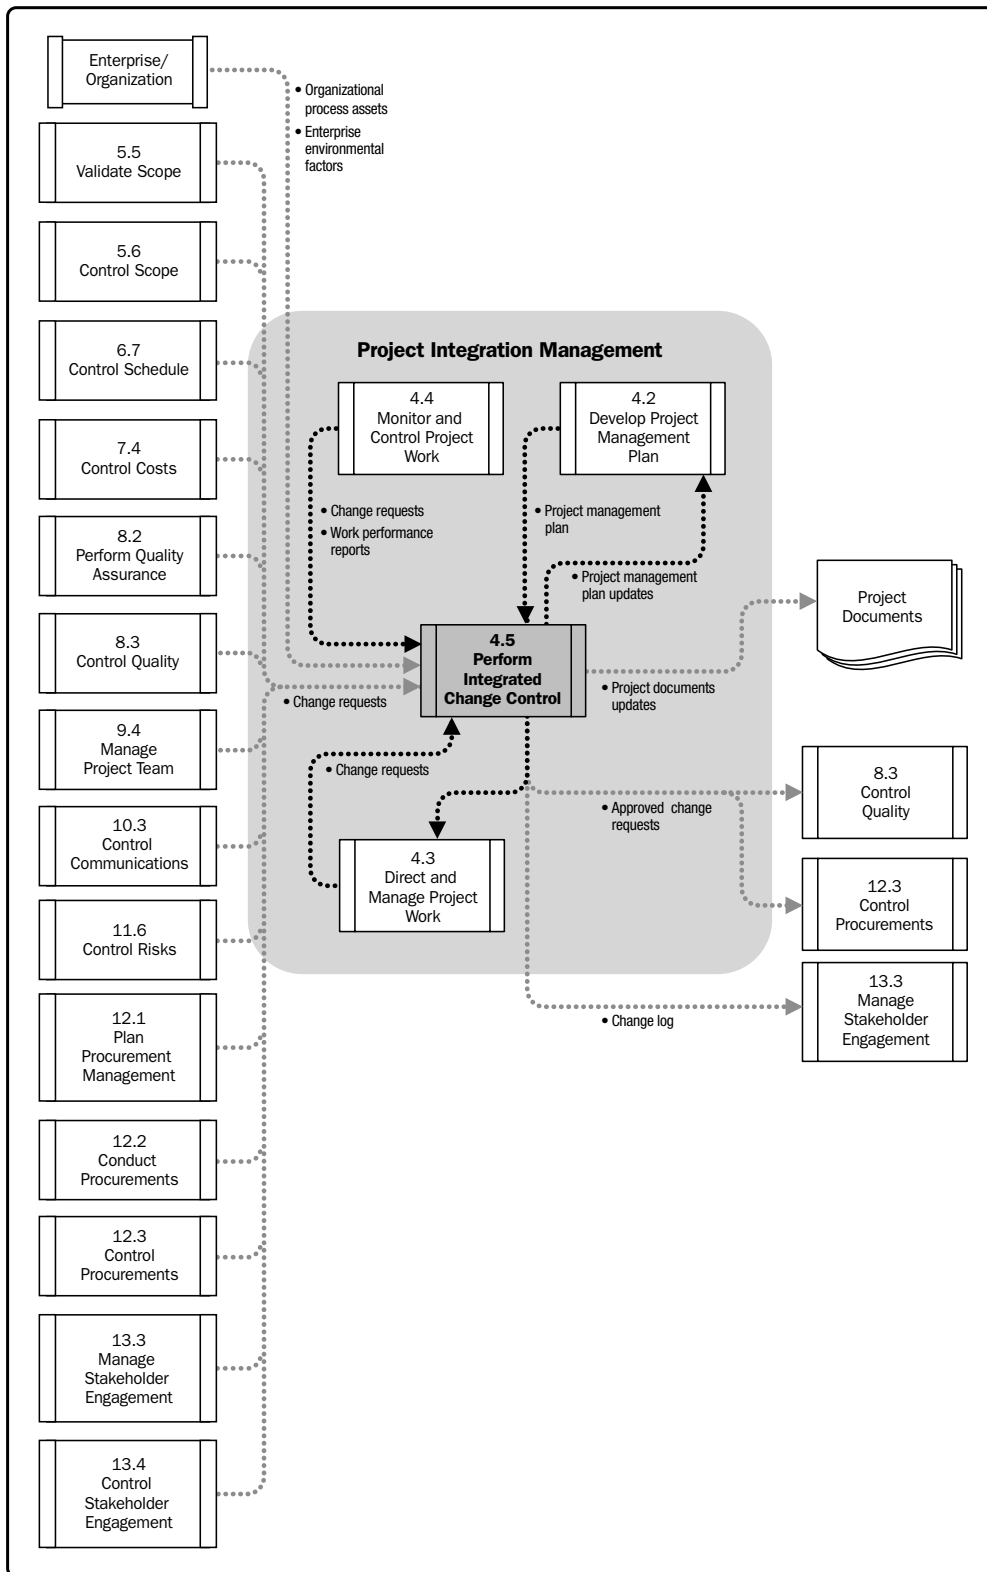 Enterprise/
Organization
• Organizational
process assets
• Enterprise
environmental
factors
5.5
Validate Scope
5.6
Control Scope
6.7
Control Schedule
7.4
Control Costs
8.2
Perform Quality
Assurance
8.3
Control Quality
9.4
Manage
Project Team
10.3
Control
Communications
11.6
Control Risks
12.1
Plan
Procurement
Management
12.2
Conduct
Procurements
12.3
Control
Procurements
13.3
Manage
Stakeholder
Engagement
13.4
Control
Stakeholder
Engagement
Project Integration Management
4.4
Monitor and
Control Project
Work
4.2
Develop Project
Management
Plan
• Change requests
• Work performance
reports
• Project management
plan
• Project management
plan updates
4.5
Perform
Integrated
Change Control
• Change requests
• Project documents
updates
• Change requests
• Approved change
requests
4.3
Direct and
Manage Project
Work
• Change log
Project
Documents
8.3
Control
Quality
12.3
Control
Procurements
13.3
Manage
Stakeholder
Engagement